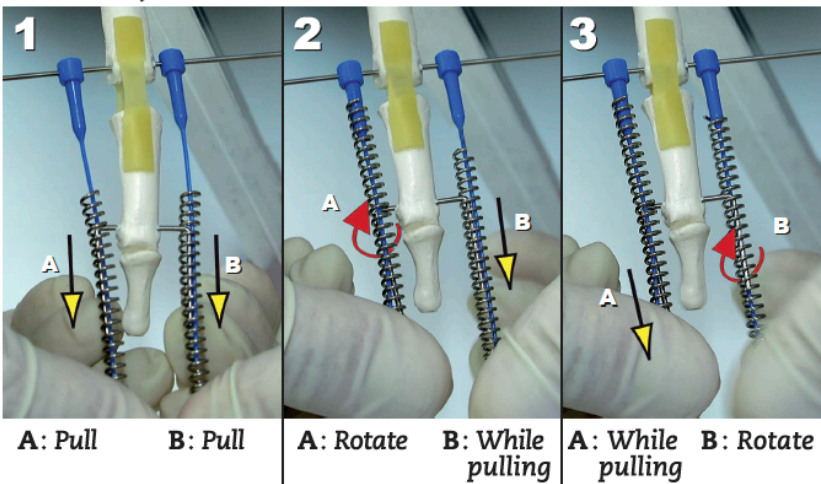 1
2
3
A
B
A
B
A
B
A: Pull
B: Pull
A: Rotate
B: While
pulling
A: While
pulling
B: Rotate